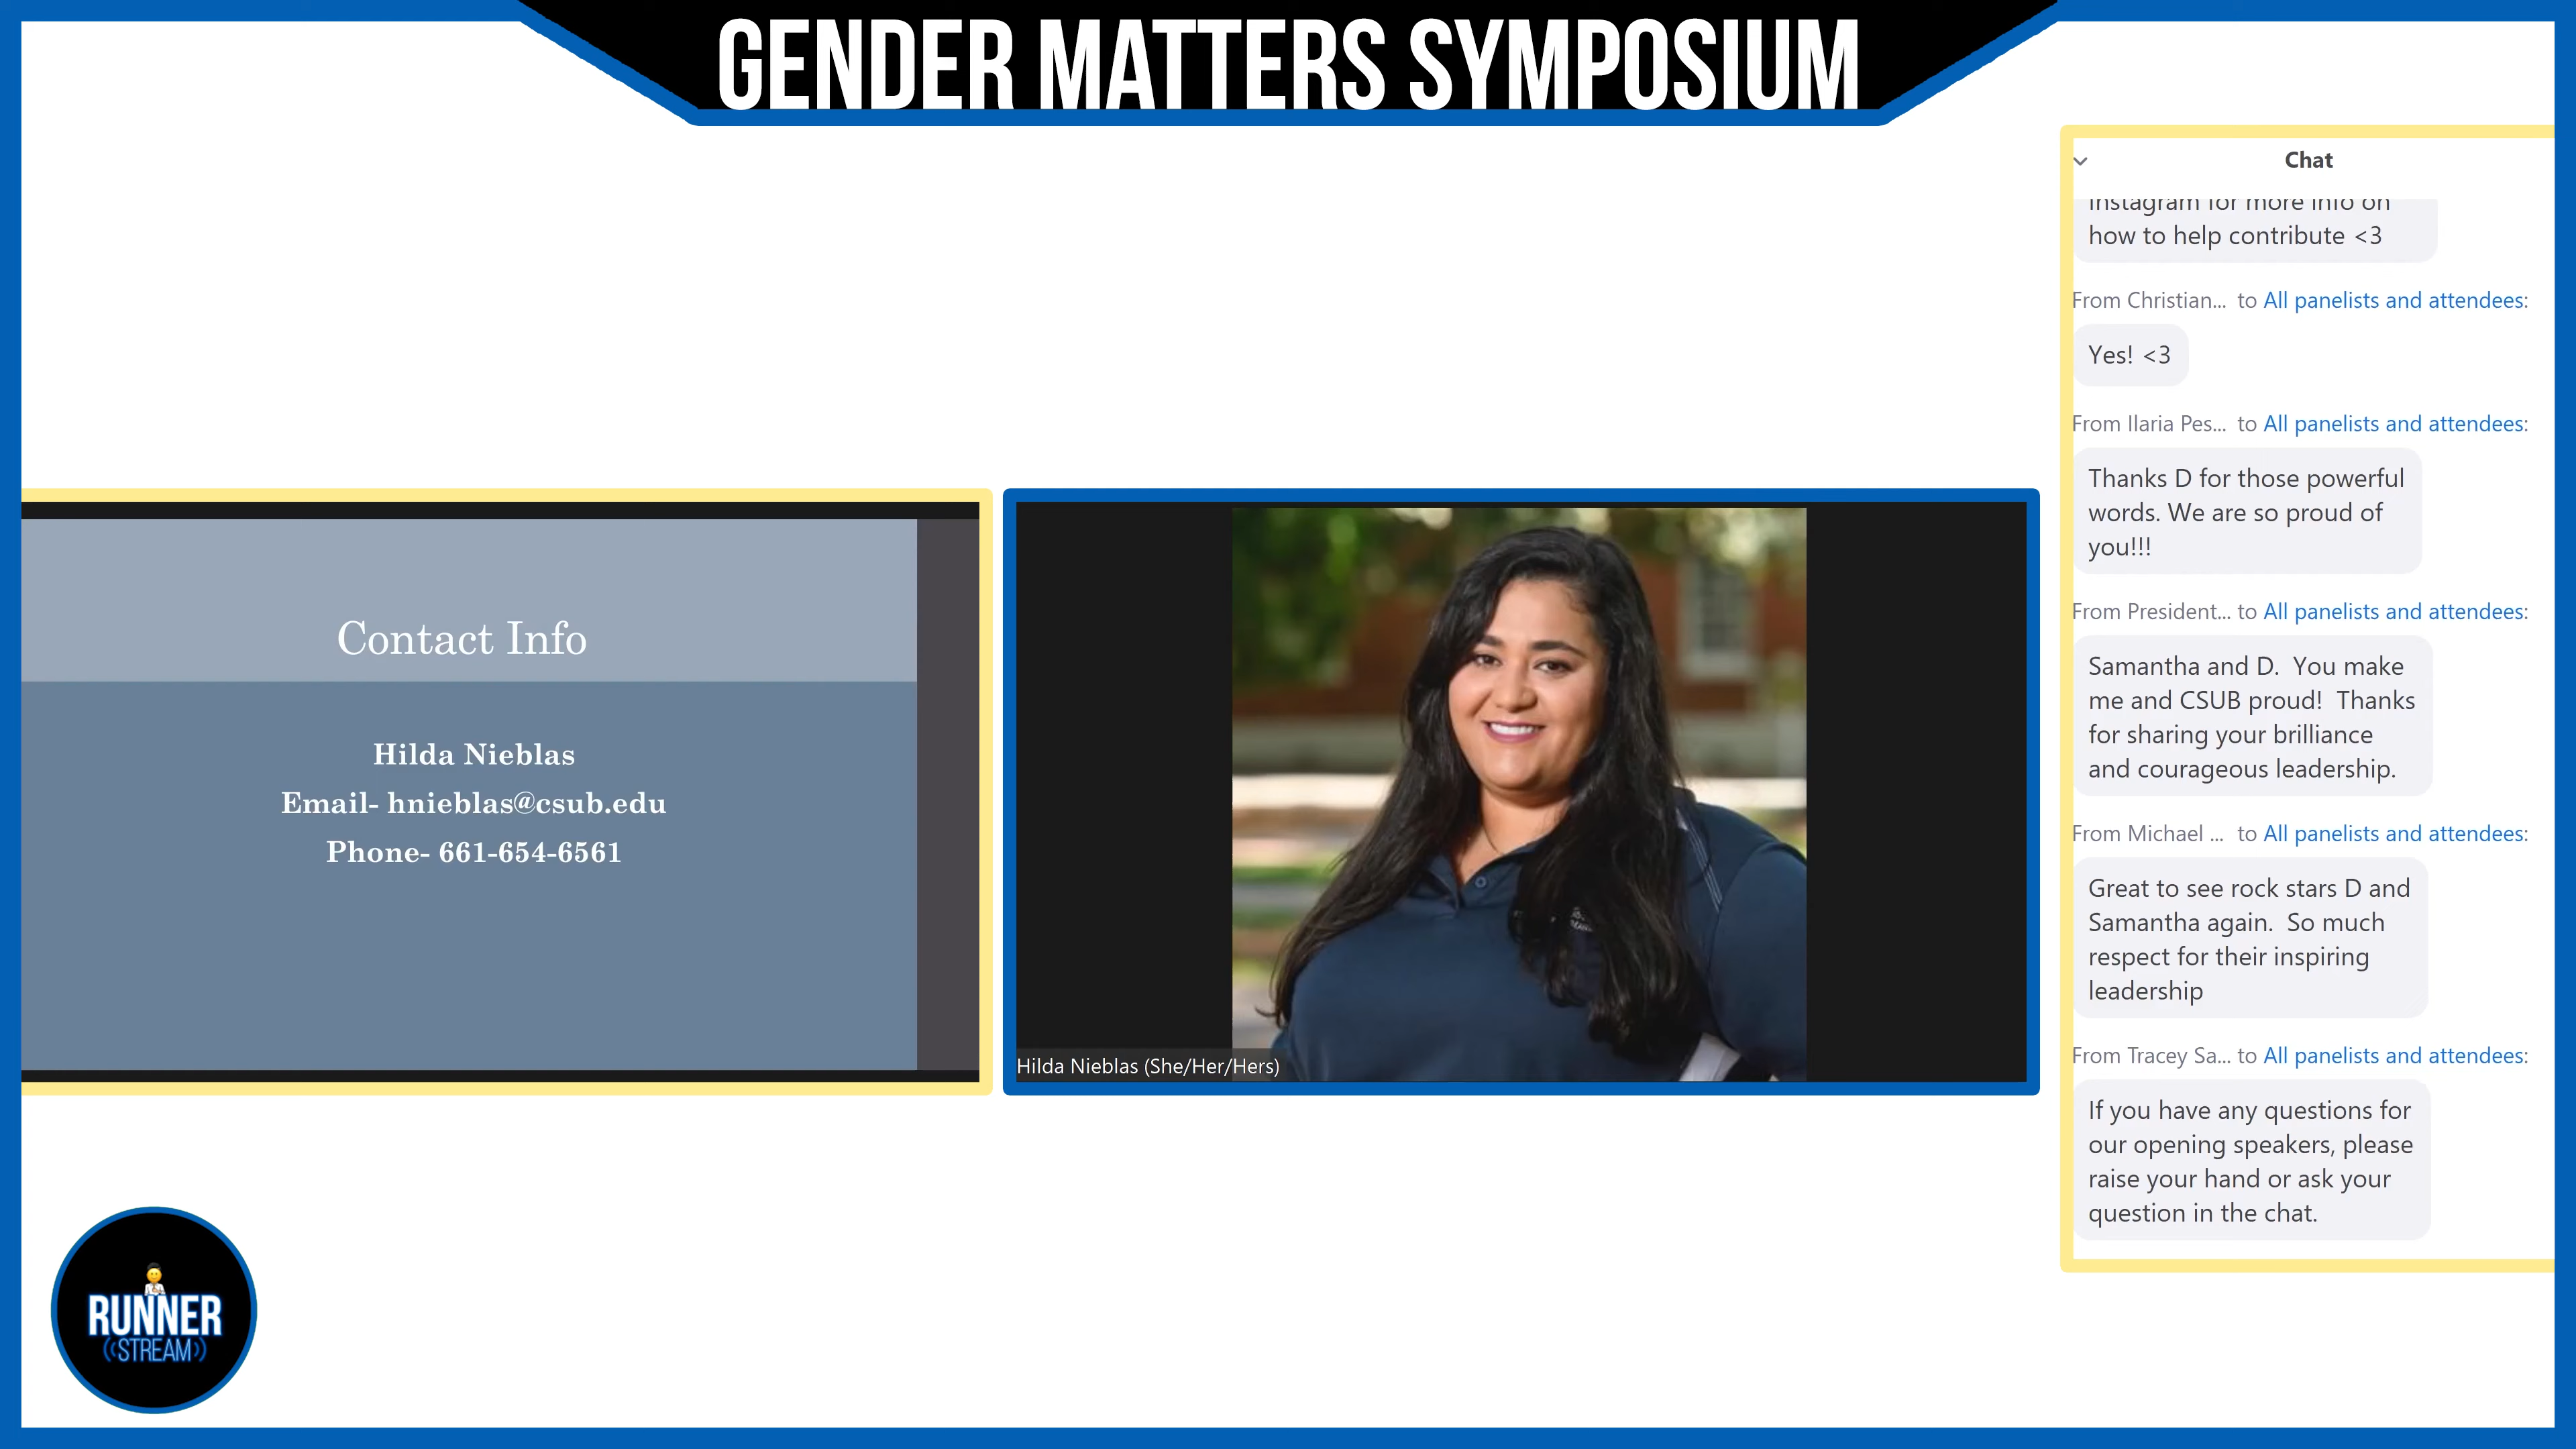 GENDER MATTERS SYMPOSIUM
Contact Info
Hilda Nieblas
Email- hnieblas@csub.edu
Phone- 661-654-6561
Hilda Nieblas (She/Her/Hers)
Chat
Instagram for more info on
how to help contribute <3
From Christian... to All panelists and attendees:
Yes! <3
From Ilaria Pes... to All panelists and attendees:
Thanks D for those powerful
words. We are so proud of
you!!!
From President... to All panelists and attendees:
Samantha and D. You make
me and CSUB proud! Thanks
for sharing your brilliance
and courageous leadership.
From Michael ... to All panelists and attendees:
Great to see rock stars D and
Samantha again. So much
respect for their inspiring
leadership
From Tracey Sa... to All panelists and attendees:
If you have any questions for
our opening speakers, please
raise your hand or ask your
question in the chat.
RUNNER
((STREAM))